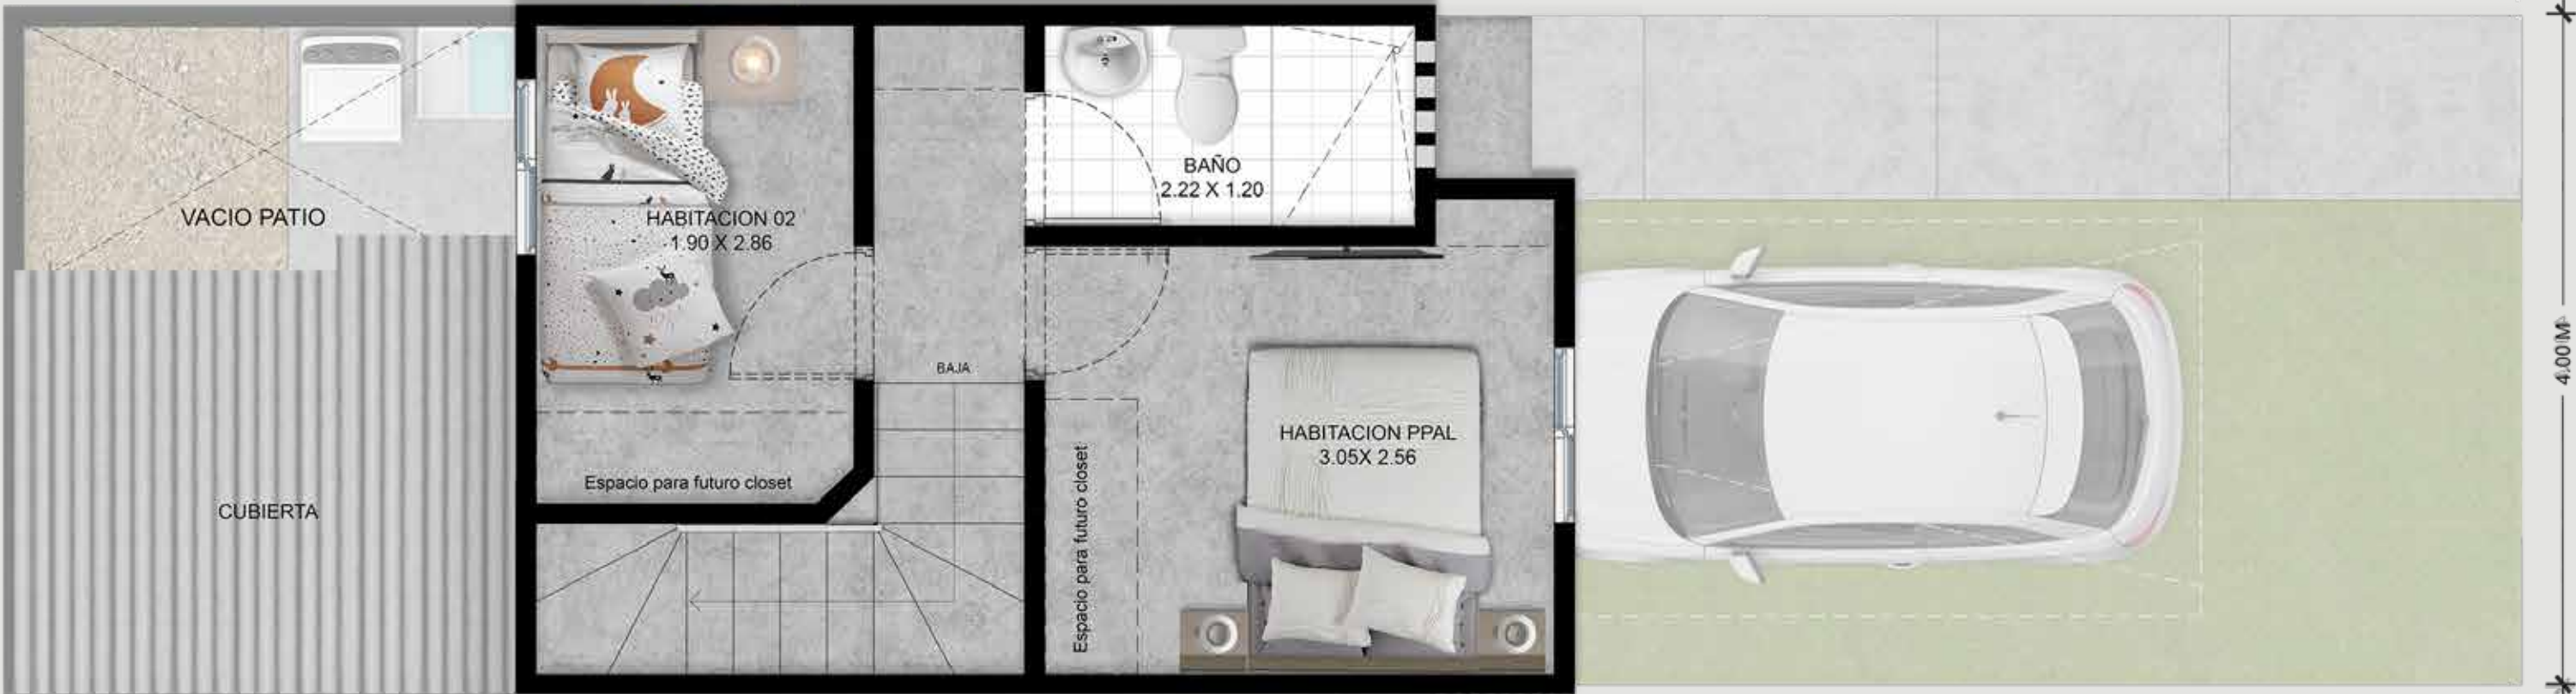 VACIO PATIO
CUBIERTA
HABITACION 02
1.90 X 2.86
Espacio para futuro closet
BAJA
BAÑO
2.22 X 1.20
Espacio para futuro closet
HABITACION PPAL
3.05X 2.56
4.00M